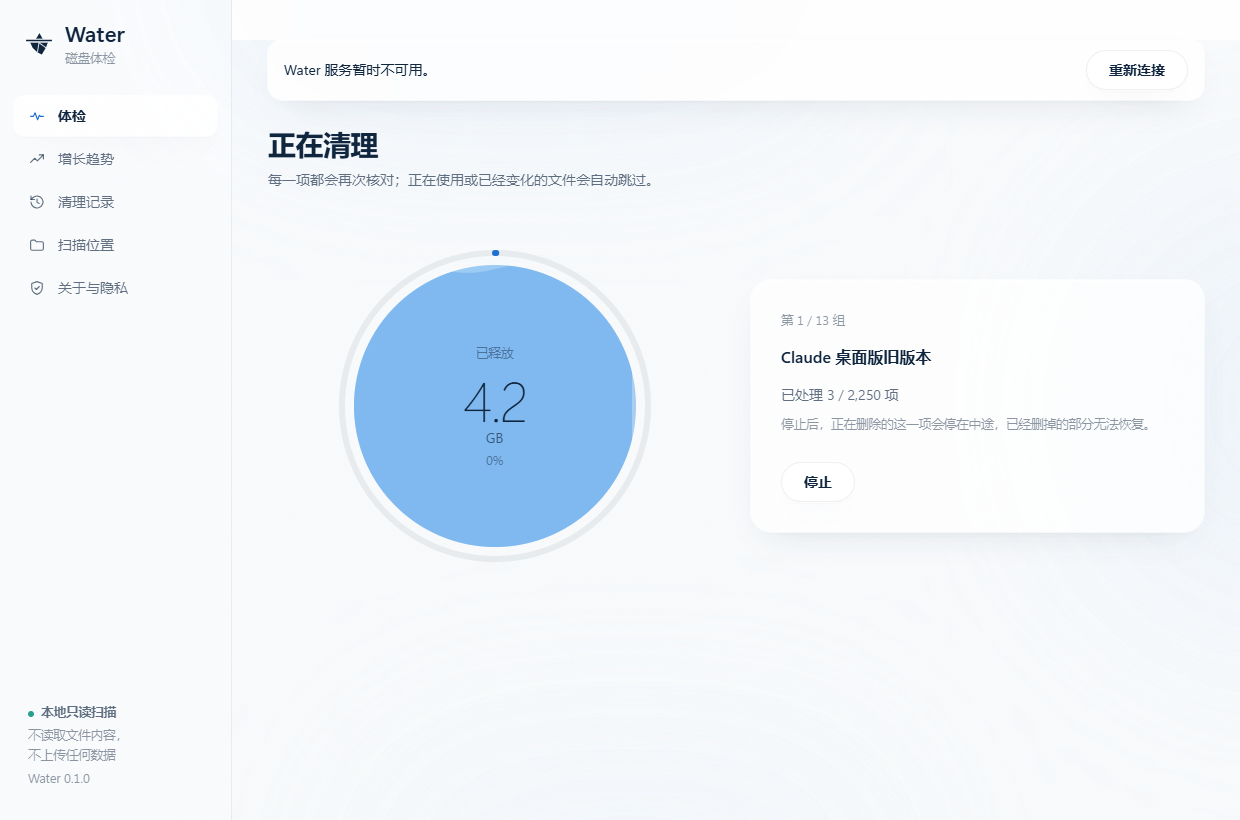 Water
磁盘体检
体检
增长趋势
清理记录
扫描位置
关于与隐私
本地只读扫描
不读取文件内容，
不上传任何数据
Water 0.1.0
Water 服务暂时不可用。
重新连接
正在清理
每一项都会再次核对；正在使用或已经变化的文件会自动跳过。
已释放
4.2
GB
0%
第 1 / 13 组
Claude 桌面版旧版本
已处理 3 / 2,250 项
停止后，正在删除的这一项会停在中途，已经删掉的部分无法恢复。
停止